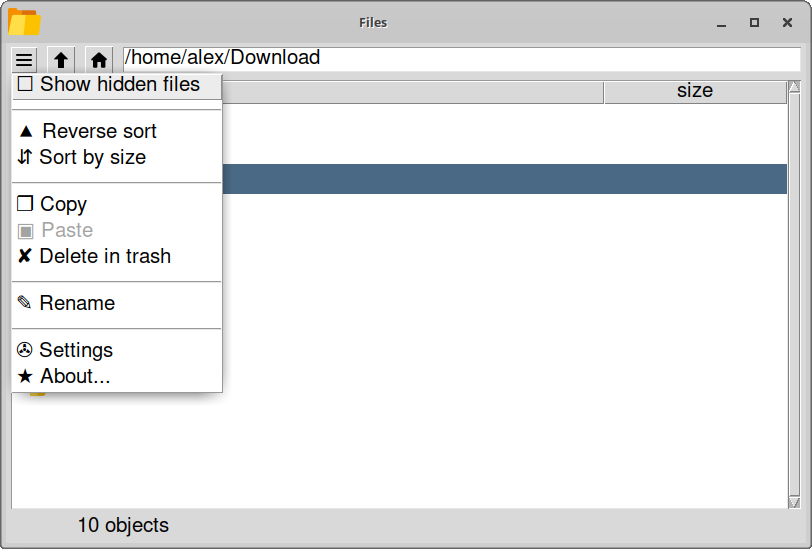 Files
/home/alex/Download
☐ Show hidden files
size
▲ Reverse sort
⇵ Sort by size
❐ Copy
▣ Paste
✘ Delete in trash
✎ Rename
✇ Settings
★ About...
10 objects